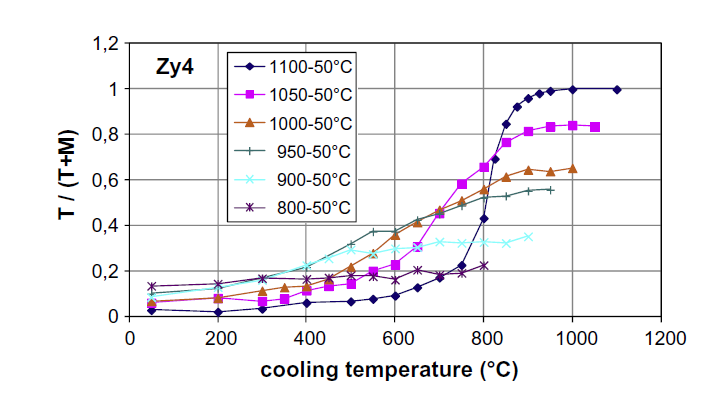 1,2
1
0,8
0,6
0,4
0,2
0
T / (T+M)
Zy4
1100-50°C
1050-50°C
1000-50°C
950-50°C
900-50°C
800-50°C
0 200 400 600 800 1000 1200
cooling temperature (°C)